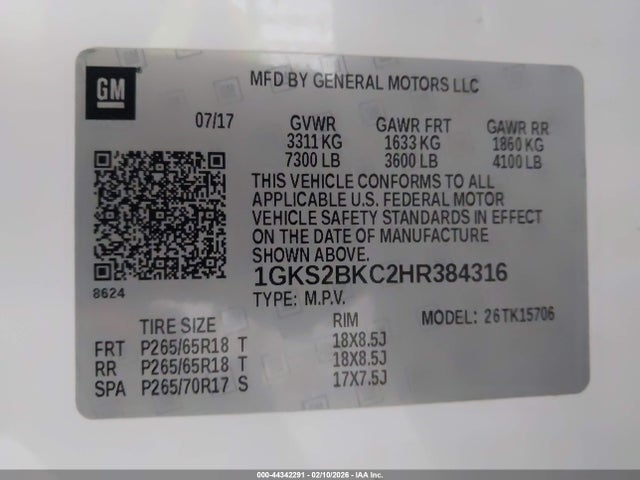 GM
MFD BY GENERAL MOTORS LLC
07/17 GVWR GAWR FRT GAWR RR
3311 KG 1633 KG 1860 KG
7300 LB 3600 LB 4100 LB
THIS VEHICLE CONFORMS TO ALL
APPLICABLE U.S. FEDERAL MOTOR
VEHICLE SAFETY STANDARDS IN EFFECT
ON THE DATE OF MANUFACTURE
SHOWN ABOVE.
1GKS2BKC2HR384316
8624
TYPE: M.P.V.
MODEL: 26TK15706
TIRE SIZE RIM
FRT P265/65R18 T 18X8.5J
RR P265/65R18 T 18X8.5J
SPA P265/70R17 S 17X7.5J
000-44342291 - 02/10/2026 - IAA Inc.